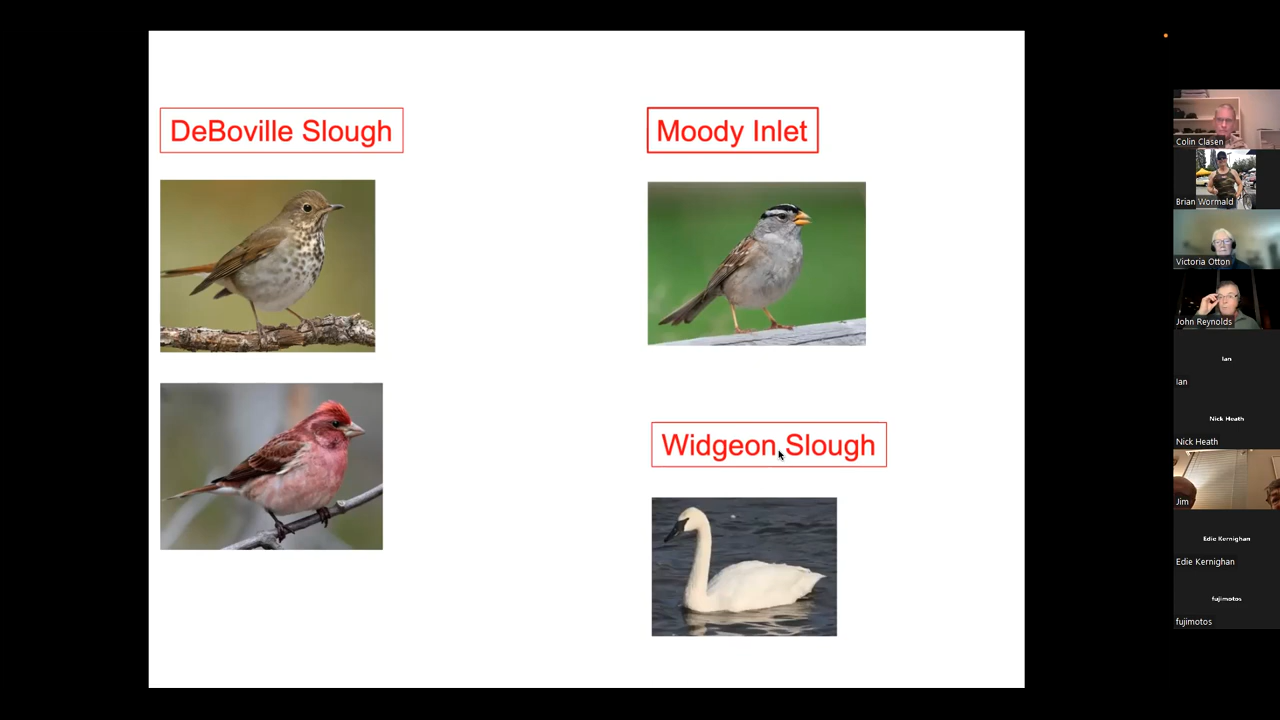 DeBoville Slough
Moody Inlet
Widgeon Slough
Colin Clasen
Brian Wormald
Victoria Otton
John Reynolds
Ian
Ian
Nick Heath
Nick Heath
Jim
Edie Kernighan
Edie Kernighan
fujimotos
fujimotos